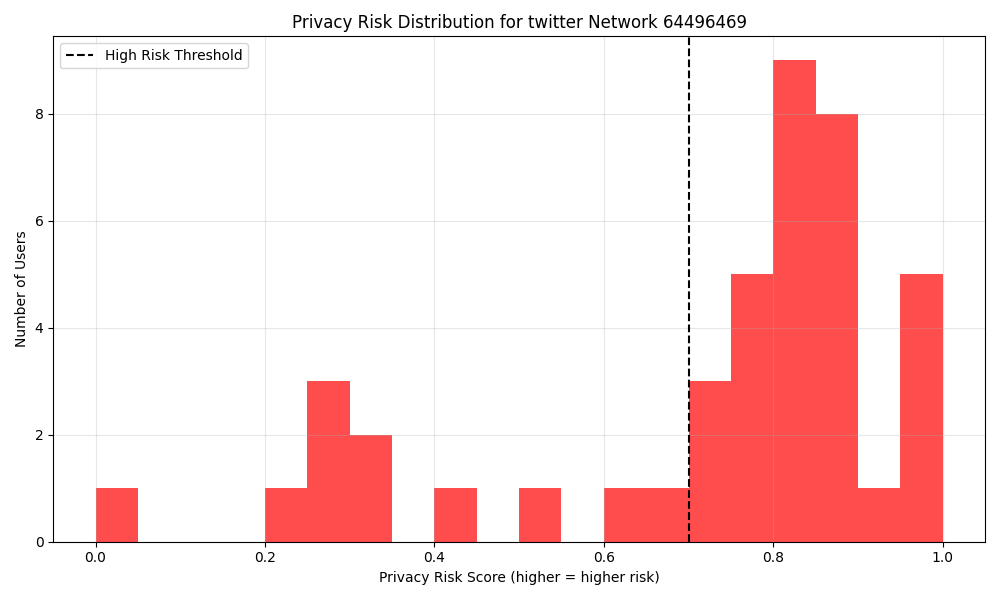 Privacy Risk Distribution for twitter Network 64496469
High Risk Threshold
Number of Users
8
6
4
2
0
0.0 0.2 0.4 0.6 0.8 1.0
Privacy Risk Score (higher = higher risk)